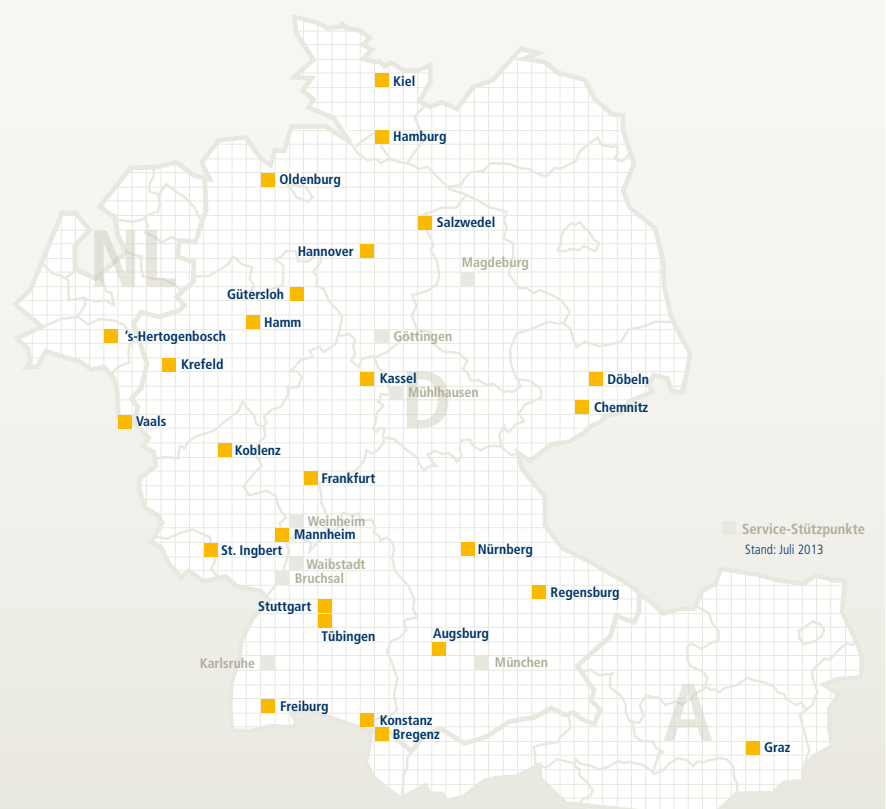 Kiel
Hamburg
Oldenburg
Salzwedel
Hannover
NL
Magdeburg
Gütersloh
Hamm
's-Hertogenbosch
Göttingen
Krefeld
Kassel
Döbeln
Mühlhausen
D
Chemnitz
Vaals
Koblenz
Frankfurt
Weinheim
Service-Stützpunkte
Mannheim
Stand: Juli 2013
St. Ingbert
Nürnberg
Waibstadt
Bruchsal
Regensburg
Stuttgart
Tübingen
Augsburg
Karlsruhe
München
Freiburg
A
Konstanz
Bregenz
Graz